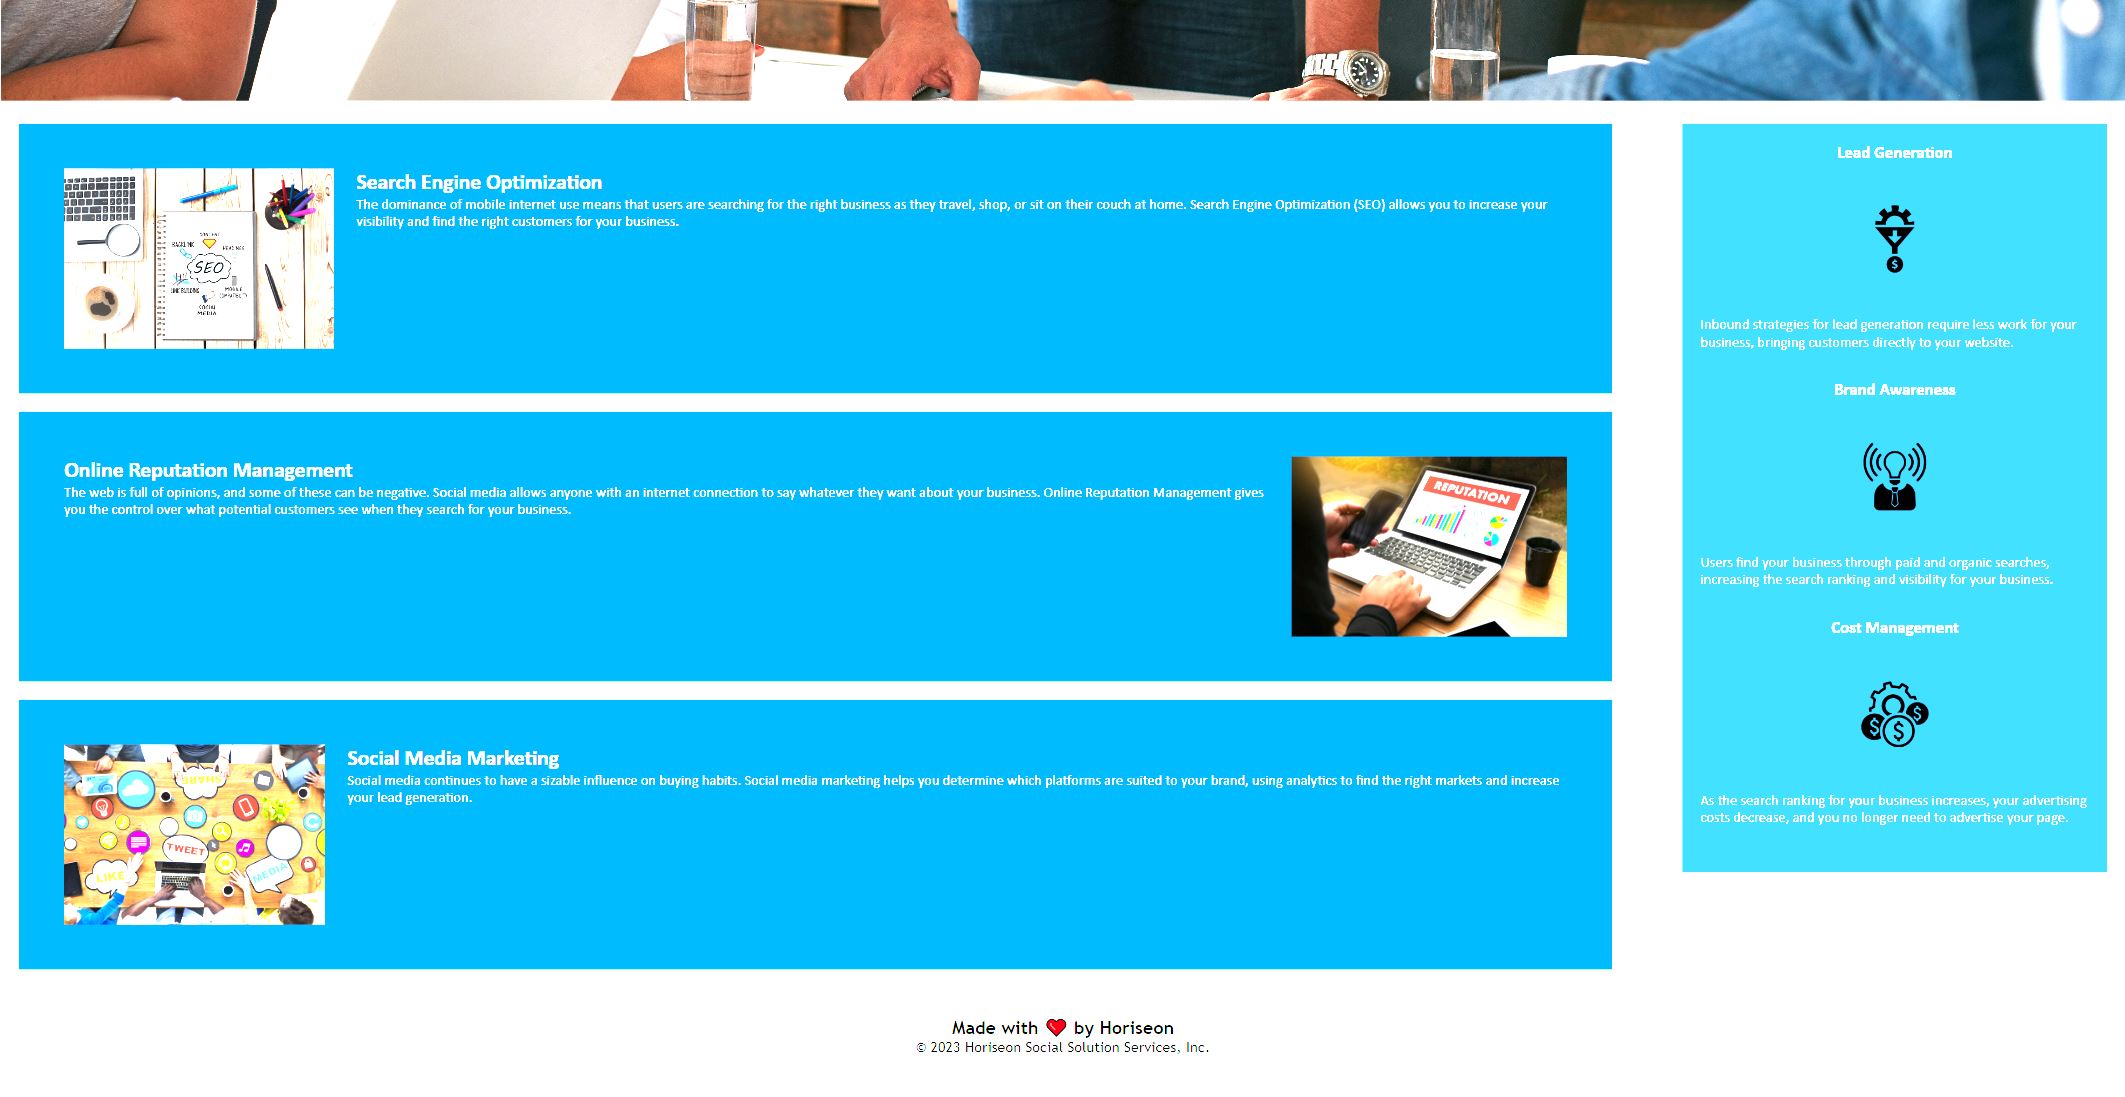 Search Engine Optimization
The dominance of mobile internet use means that users are searching for the right business as they travel, shop, or sit on their couch at home. Search Engine Optimization (SEO) allows you to increase your
visibility and find the right customers for your business.
CONTENT
BACKLINK
HEADINGS
SEO
LINK BUILDING
MOBILE
SOCIAL
MEDIA
Online Reputation Management
The web is full of opinions, and some of these can be negative. Social media allows anyone with an internet connection to say whatever they want about your business. Online Reputation Management gives
you the control over what potential customers see when they search for your business.
REPUTATION
Social Media Marketing
Social media continues to have a sizable influence on buying habits. Social media marketing helps you determine which platforms are suited to your brand, using analytics to find the right markets and increase
your lead generation.
SHARE
TWEET
LIKE
MEDIA
Lead Generation
$
Inbound strategies for lead generation require less work for your
business, bringing customers directly to your website.
Brand Awareness
Users find your business through paid and organic searches,
increasing the search ranking and visibility for your business.
Cost Management
$ $ $
As the search ranking for your business increases, your advertising
costs decrease, and you no longer need to advertise your page.
Made with ❤️ by Horiseon
© 2023 Horiseon Social Solution Services, Inc.